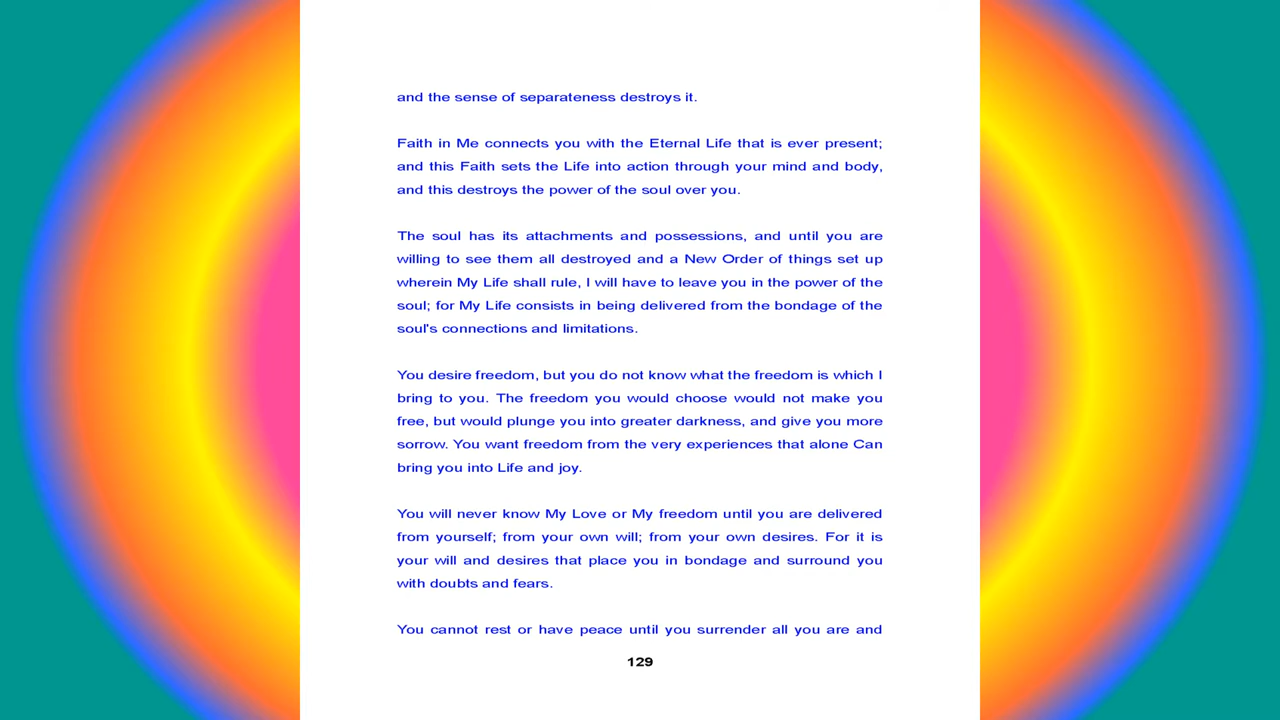 and the sense of separateness destroys it.
Faith in Me connects you with the Eternal Life that is ever present;
and this Faith sets the Life into action through your mind and body,
and this destroys the power of the soul over you.
The soul has its attachments and possessions, and until you are
willing to see them all destroyed and a New Order of things set up
wherein My Life shall rule, I will have to leave you in the power of the
soul; for My Life consists in being delivered from the bondage of the
soul's connections and limitations.
You desire freedom, but you do not know what the freedom is which I
bring to you. The freedom you would choose would not make you
free, but would plunge you into greater darkness, and give you more
sorrow. You want freedom from the very experiences that alone Can
bring you into Life and joy.
You will never know My Love or My freedom until you are delivered
from yourself; from your own will; from your own desires. For it is
your will and desires that place you in bondage and surround you
with doubts and fears.
You cannot rest or have peace until you surrender all you are and
129